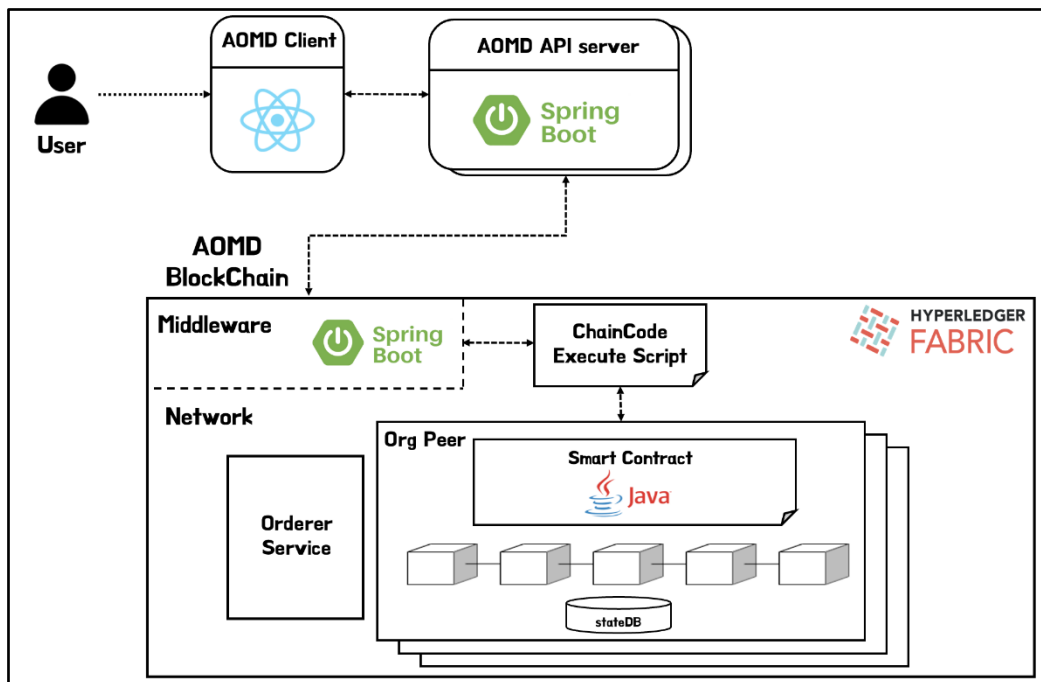 AOMD Client
AOMD API server
Spring
Boot
User
AOMD
BlockChain
Middleware
Spring
Boot
ChainCode
Execute Script
HYPERLEDGER
FABRIC
Network
Org Peer
Smart Contract
Java
Orderer
Service
stateDB